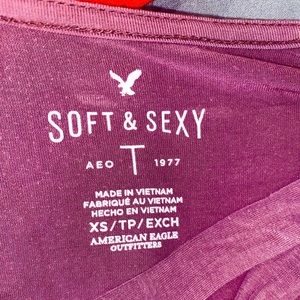 SOFT & SEXY
AEO T 1977
MADE IN VIETNAM
FABRIQUÉ AU VIETNAM
HECHO EN VIETNAM
XS/TP/EXCH
AMERICAN EAGLE
OUTFITTERS